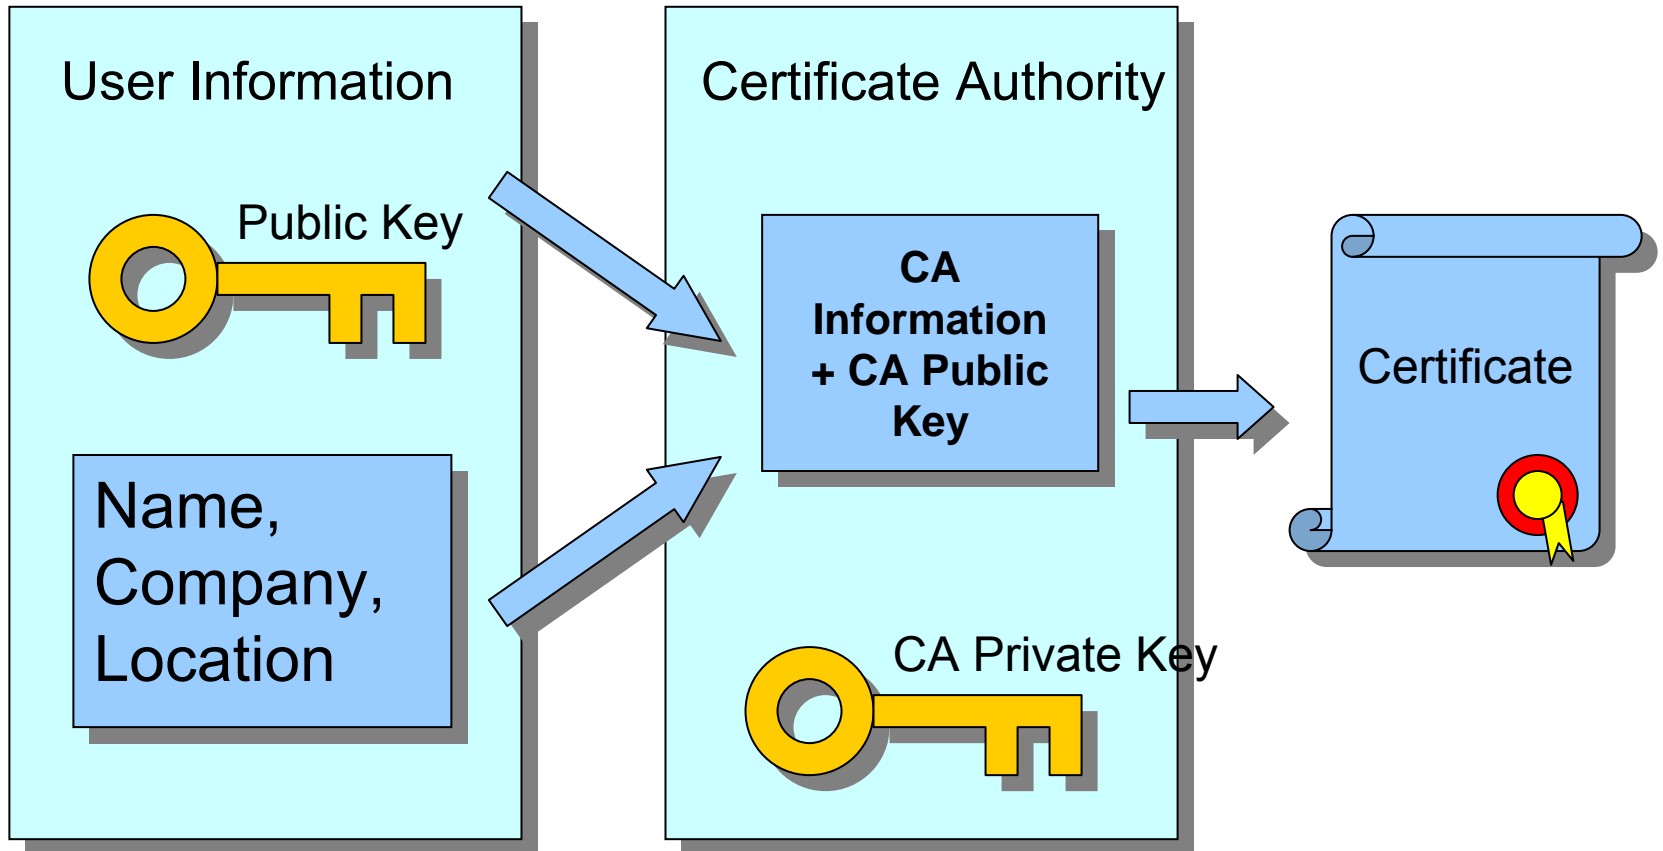 User Information
Public Key
Name,
Company,
Location
Certificate Authority
CA
Information
+ CA Public
Key
CA Private Key
Certificate